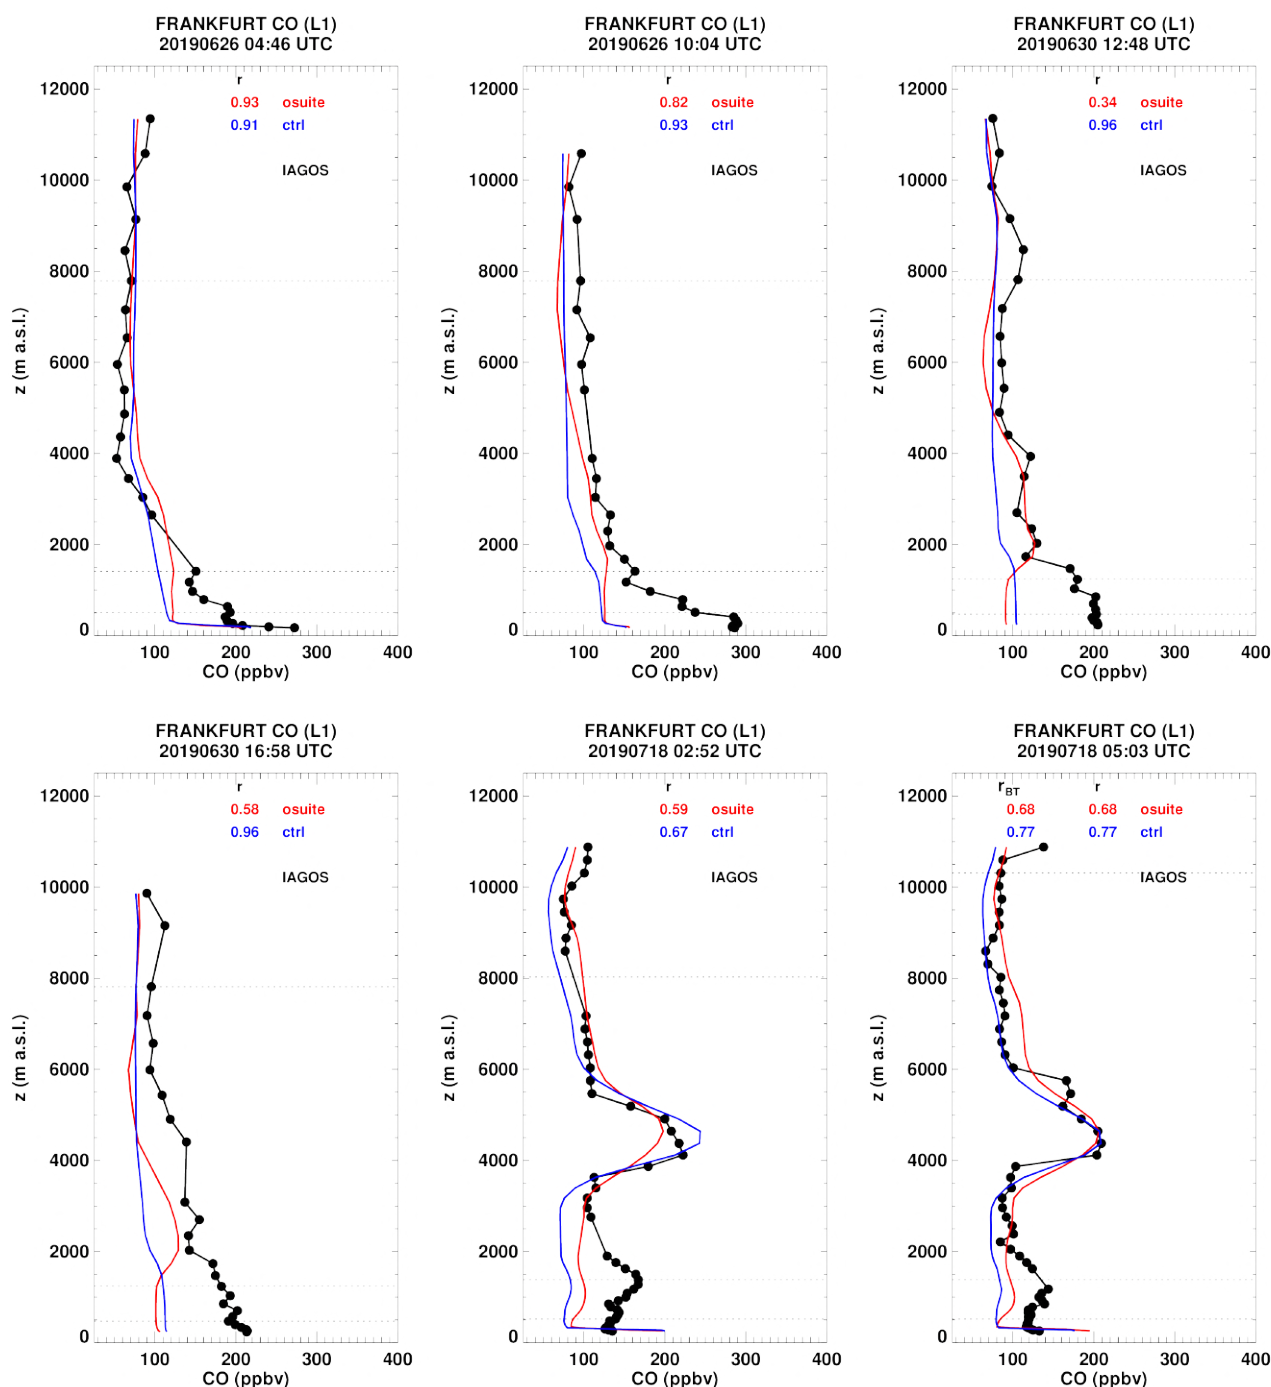 FRANKFURT CO (L1)
20190626 04:46 UTC
r
0.93 osuite
0.91 ctrl
IAGOS
12000
10000
8000
6000
4000
2000
0
z (m a.s.l.)
100 200 300 400
CO (ppbv)
FRANKFURT CO (L1)
20190626 10:04 UTC
r
0.82 osuite
0.93 ctrl
IAGOS
12000
10000
8000
6000
4000
2000
0
z (m a.s.l.)
100 200 300 400
CO (ppbv)
FRANKFURT CO (L1)
20190630 12:48 UTC
r
0.34 osuite
0.96 ctrl
IAGOS
12000
10000
8000
6000
4000
2000
0
z (m a.s.l.)
100 200 300 400
CO (ppbv)
FRANKFURT CO (L1)
20190630 16:58 UTC
r
0.58 osuite
0.96 ctrl
IAGOS
12000
10000
8000
6000
4000
2000
0
z (m a.s.l.)
100 200 300 400
CO (ppbv)
FRANKFURT CO (L1)
20190718 02:52 UTC
r
0.59 osuite
0.67 ctrl
IAGOS
12000
10000
8000
6000
4000
2000
0
z (m a.s.l.)
100 200 300 400
CO (ppbv)
FRANKFURT CO (L1)
20190718 05:03 UTC
rBT r
0.68 0.68 osuite
0.77 0.77 ctrl
IAGOS
12000
10000
8000
6000
4000
2000
0
z (m a.s.l.)
100 200 300 400
CO (ppbv)